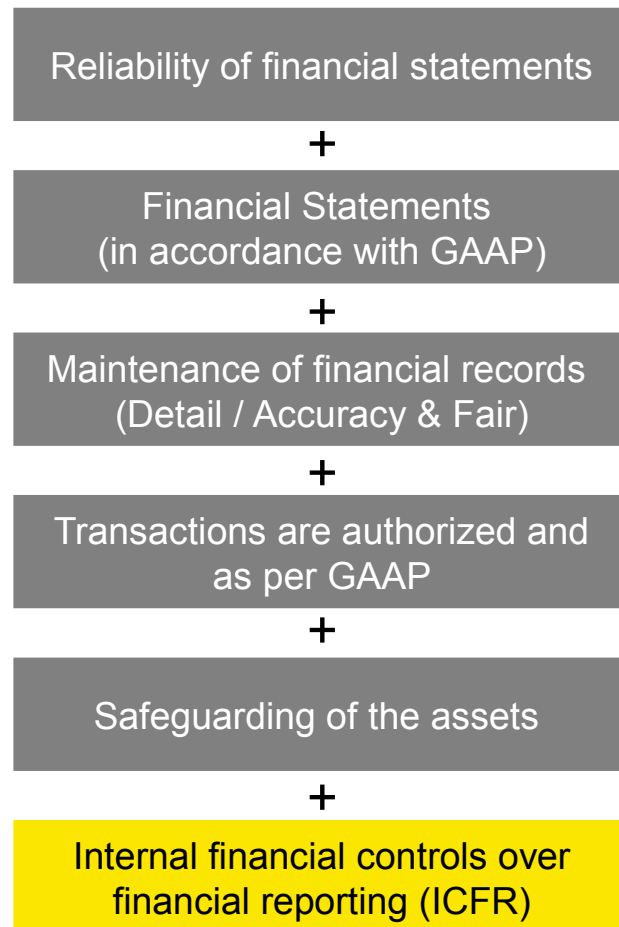 Reliability of financial statements
+
Financial Statements
(in accordance with GAAP)
+
Maintenance of financial records
(Detail / Accuracy & Fair)
+
Transactions are authorized and
as per GAAP
+
Safeguarding of the assets
+
Internal financial controls over
financial reporting (ICFR)